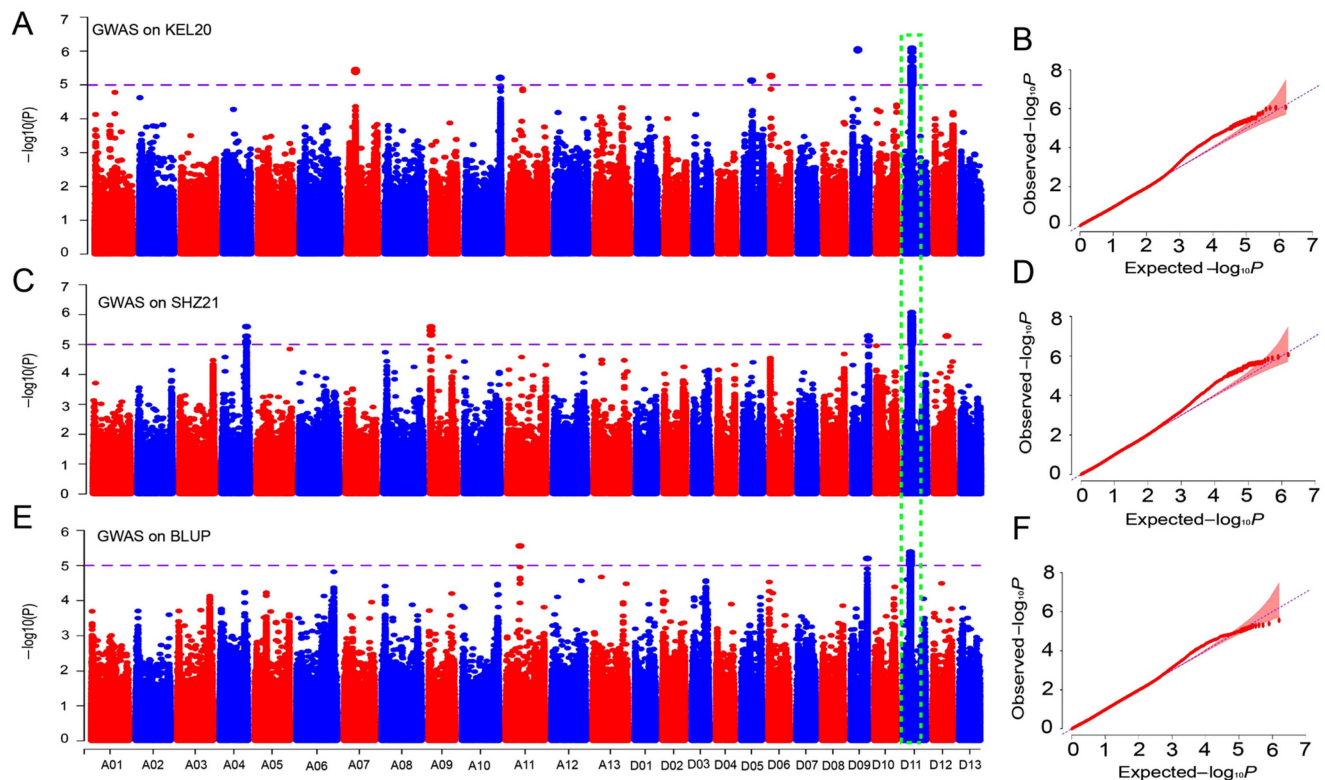 A
GWAS on KEL20
7
6
5
4
3
2
1
0
−log10(P)
B
8
6
4
2
0
Observed−log₁₀P
0 1 2 3 4 5 6 7
Expected−log₁₀P
C
GWAS on SHZ21
7
6
5
4
3
2
1
0
−log10(P)
D
8
6
4
2
0
Observed−log₁₀P
0 1 2 3 4 5 6 7
Expected−log₁₀P
E
GWAS on BLUP
6
5
4
3
2
1
0
−log10(P)
A01 A02 A03 A04 A05 A06 A07 A08 A09 A10 A11 A12 A13 D01 D02 D03 D04 D05 D06 D07 D08 D09 D10 D11 D12 D13
F
8
6
4
2
0
Observed−log₁₀P
0 1 2 3 4 5 6 7
Expected−log₁₀P